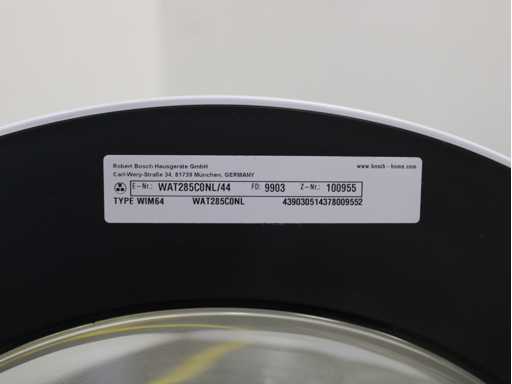 Robert Bosch Hausgeräte GmbH www.bosch-home.com
Carl-Wery-Straße 34, 81739 München, GERMANY
E-Nr.: WAT285C0NL/44 FD: 9903 Z-Nr.: 100955
TYPE WIM64 WAT285C0NL 439030514378009552